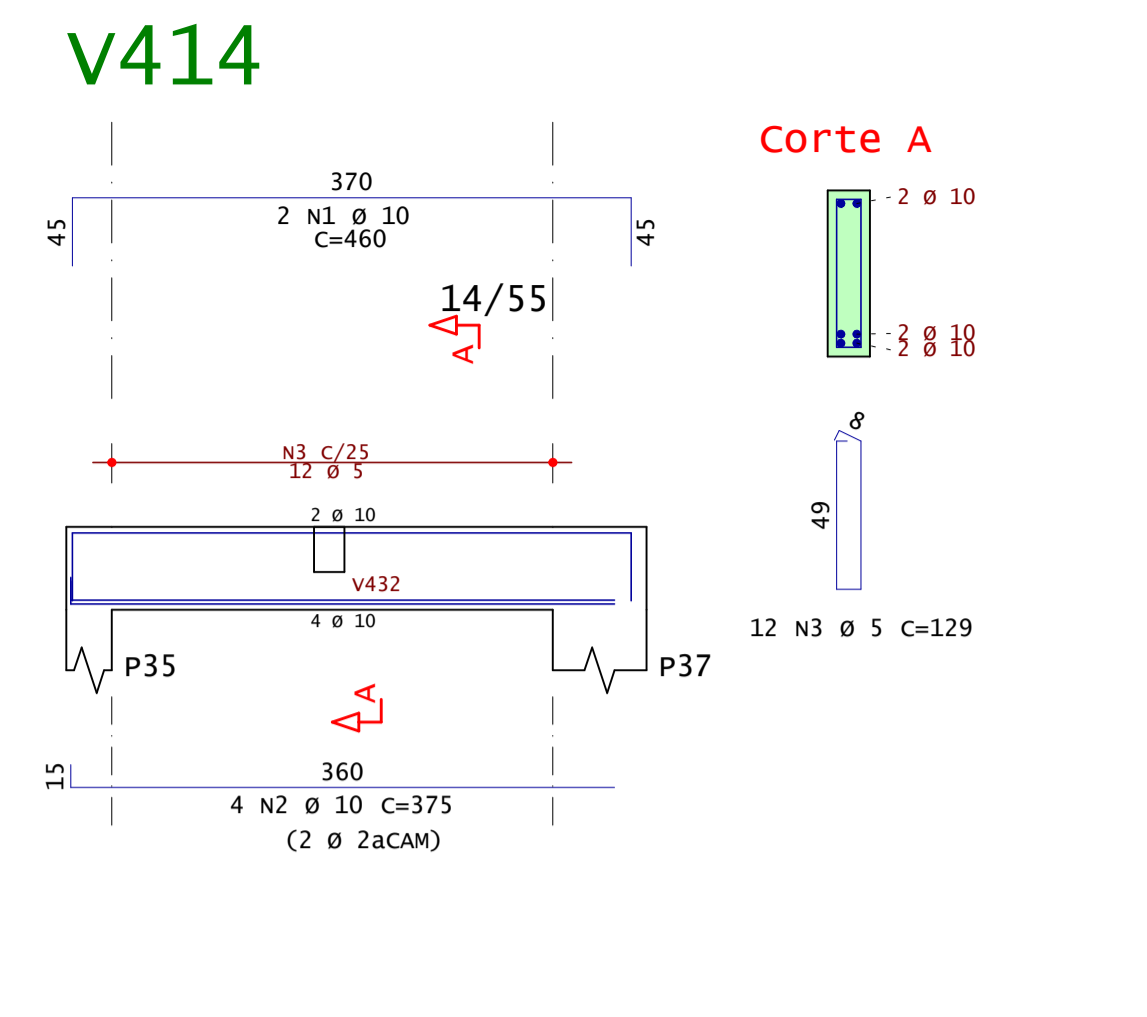 V414
Corte A
370
2 N1 Ø 10
C=460
45
45
2 Ø 10
2 Ø 10
2 Ø 10
14/55
A
N3 C/25
12 Ø 5
8
49
12 N3 Ø 5 C=129
2 Ø 10
V432
4 Ø 10
P35
P37
A
15
360
4 N2 Ø 10 C=375
(2 Ø 2aCAM)